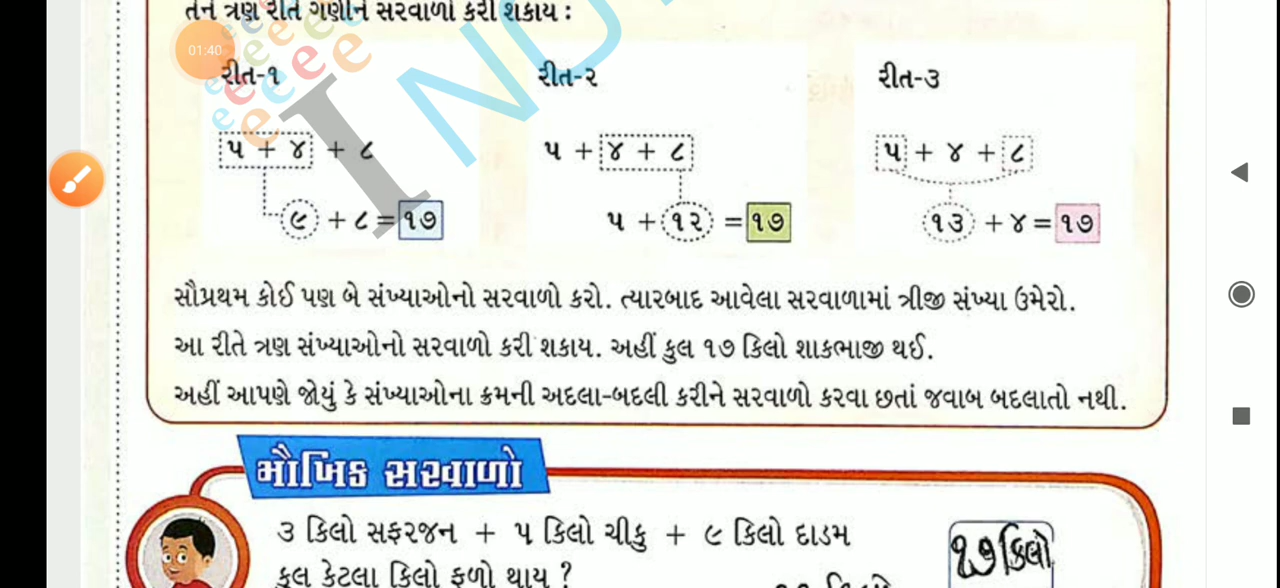 તેને ત્રણ રીતે ગણીને સરવાળો કરી શકાય :
01:40
રીત-૧ રીત-૨ રીત-૩
૫ + ૪ + ૮ ૫ + ૪ + ૮ ૫ + ૪ + ૮
૯ + ૮ = ૧૭ ૫ + ૧૨ = ૧૭ ૧૩ + ૪ = ૧૭
સૌપ્રથમ કોઈ પણ બે સંખ્યાઓનો સરવાળો કરો. ત્યારબાદ આવેલા સરવાળામાં ત્રીજી સંખ્યા ઉમેરો.
આ રીતે ત્રણ સંખ્યાઓનો સરવાળો કરી શકાય. અહીં કુલ ૧૭ કિલો શાકભાજી થઈ.
અહીં આપણે જોયું કે સંખ્યાઓના ક્રમની અદલા-બદલી કરીને સરવાળો કરવા છતાં જવાબ બદલાતો નથી.
મૌખિક સરવાળો
૩ કિલો સફરજન + ૫ કિલો ચીકુ + ૯ કિલો દાડમ
૧૭ કિલો
કુલ કેટલા કિલો ફળો થાય ?